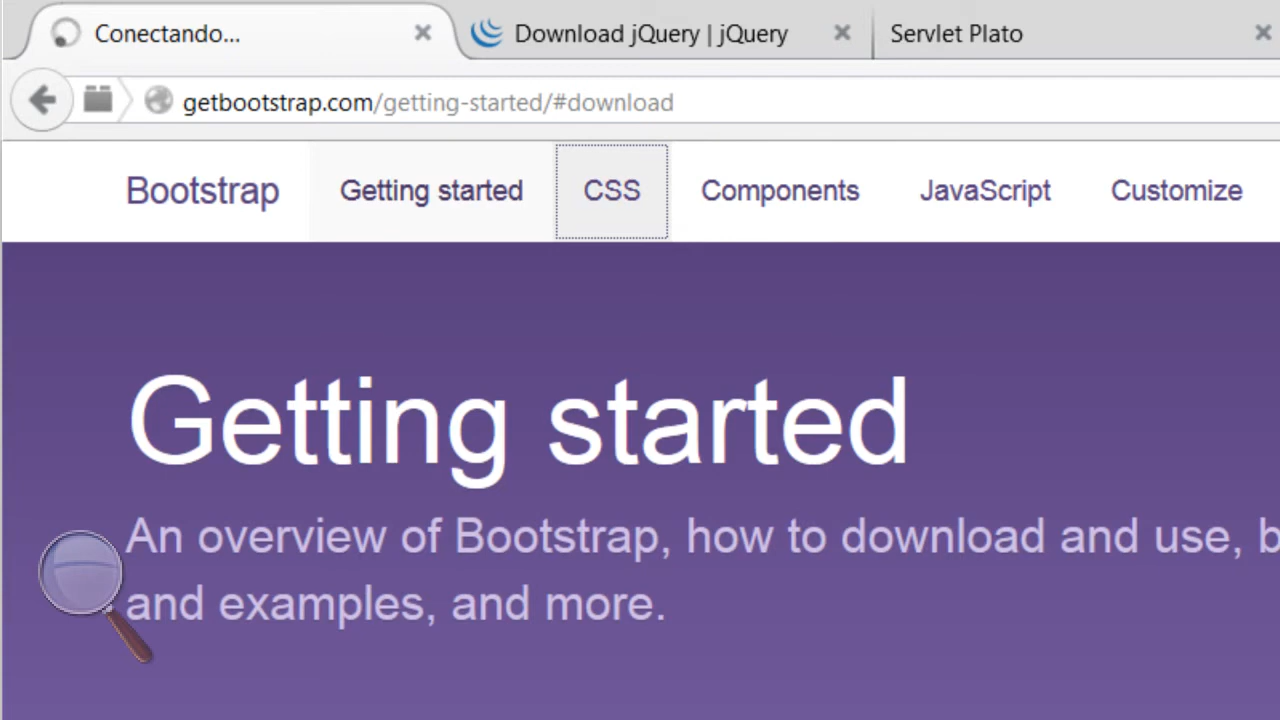 Conectando...
Download jQuery | jQuery
Servlet Plato
getbootstrap.com/getting-started/#download
Bootstrap
Getting started
CSS
Components
JavaScript
Customize
Getting started
An overview of Bootstrap, how to download and use, b
and examples, and more.